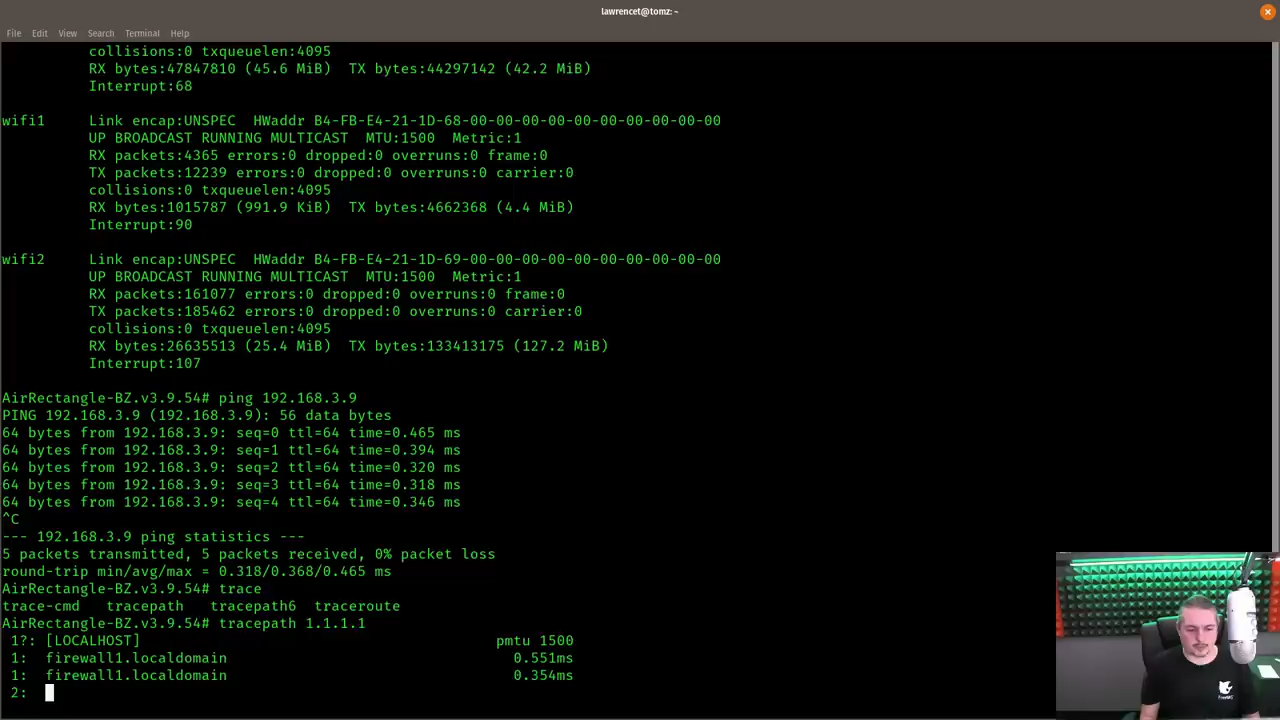 lawrencet@tomz: ~
File Edit View Search Terminal Help
collisions:0 txqueuelen:4095
RX bytes:47847810 (45.6 MiB)  TX bytes:44297142 (42.2 MiB)
Interrupt:68
wifi1     Link encap:UNSPEC  HWaddr B4-FB-E4-21-1D-68-00-00-00-00-00-00-00-00-00-00
UP BROADCAST RUNNING MULTICAST  MTU:1500  Metric:1
RX packets:4365 errors:0 dropped:0 overruns:0 frame:0
TX packets:12239 errors:0 dropped:0 overruns:0 carrier:0
collisions:0 txqueuelen:4095
RX bytes:1015787 (991.9 KiB)  TX bytes:4662368 (4.4 MiB)
Interrupt:90
wifi2     Link encap:UNSPEC  HWaddr B4-FB-E4-21-1D-69-00-00-00-00-00-00-00-00-00-00
UP BROADCAST RUNNING MULTICAST  MTU:1500  Metric:1
RX packets:161077 errors:0 dropped:0 overruns:0 frame:0
TX packets:185462 errors:0 dropped:0 overruns:0 carrier:0
collisions:0 txqueuelen:4095
RX bytes:26635513 (25.4 MiB)  TX bytes:133413175 (127.2 MiB)
Interrupt:107
AirRectangle-BZ.v3.9.54# ping 192.168.3.9
PING 192.168.3.9 (192.168.3.9): 56 data bytes
64 bytes from 192.168.3.9: seq=0 ttl=64 time=0.465 ms
64 bytes from 192.168.3.9: seq=1 ttl=64 time=0.394 ms
64 bytes from 192.168.3.9: seq=2 ttl=64 time=0.320 ms
64 bytes from 192.168.3.9: seq=3 ttl=64 time=0.318 ms
64 bytes from 192.168.3.9: seq=4 ttl=64 time=0.346 ms
^C
--- 192.168.3.9 ping statistics ---
5 packets transmitted, 5 packets received, 0% packet loss
round-trip min/avg/max = 0.318/0.368/0.465 ms
AirRectangle-BZ.v3.9.54# trace
trace-cmd   tracepath   tracepath6  traceroute
AirRectangle-BZ.v3.9.54# tracepath 1.1.1.1
1?: [LOCALHOST]                                         pmtu 1500
1:  firewall1.localdomain                                 0.551ms
1:  firewall1.localdomain                                 0.354ms
2: